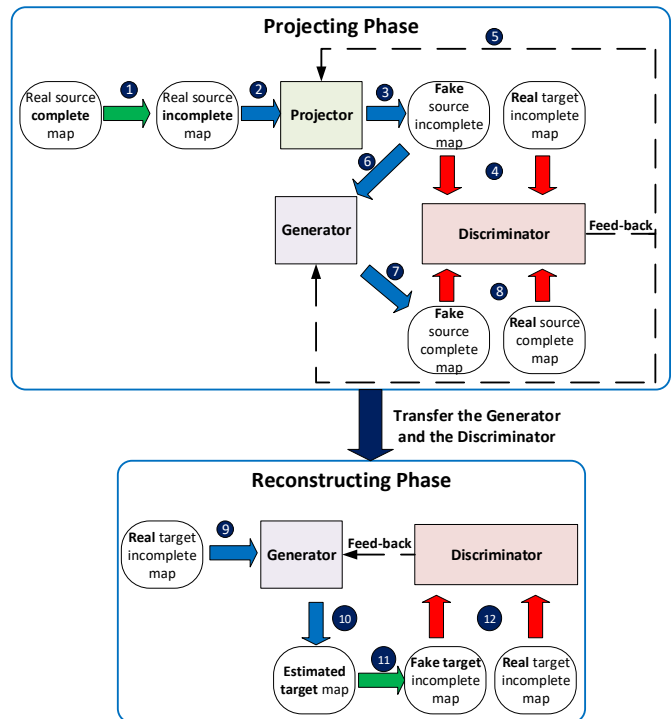 Projecting Phase
5
1
2
3
Real source
complete
map
Real source
incomplete
map
Projector
Fake
source
incomplete
map
Real target
incomplete
map
6
4
Generator
Discriminator
Feed-back
7
8
Fake
source
complete
map
Real source
complete
map
Transfer the Generator
and the Discriminator
Reconstructing Phase
9
Real target
incomplete
map
Generator
Feed-back
Discriminator
10
12
11
Estimated
target map
Fake target
incomplete
map
Real target
incomplete
map